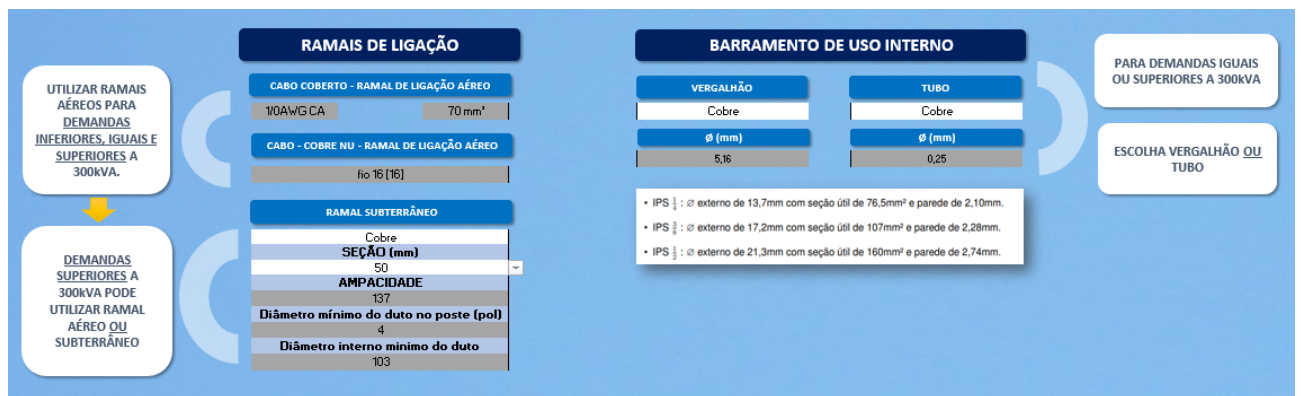 RAMAIS DE LIGAÇÃO
UTILIZAR RAMAIS
AÉREOS PARA
DEMANDAS
INFERIORES, IGUAIS E
SUPERIORES A
300kVA.
DEMANDAS
SUPERIORES A
300kVA PODE
UTILIZAR RAMAL
AÉREO OU
SUBTERRÂNEO
CABO COBERTO - RAMAL DE LIGAÇÃO AÉREO
1/0AWG CA 70 mm²
CABO - COBRE NU - RAMAL DE LIGAÇÃO AÉREO
fio 16 [16]
RAMAL SUBTERRÂNEO
Cobre
SEÇÃO (mm)
50
AMPACIDADE
137
Diâmetro mínimo do duto no poste (pol)
4
Diâmetro interno minimo do duto
103
BARRAMENTO DE USO INTERNO
VERGALHÃO TUBO
Cobre Cobre
Ø (mm) Ø (mm)
5,16 0,25
• IPS 1/4 : ∅ externo de 13,7mm com seção útil de 76,5mm² e parede de 2,10mm.
• IPS 3/8 : ∅ externo de 17,2mm com seção útil de 107mm² e parede de 2,28mm.
• IPS 1/2 : ∅ externo de 21,3mm com seção útil de 160mm² e parede de 2,74mm.
PARA DEMANDAS IGUAIS
OU SUPERIORES A 300kVA
ESCOLHA VERGALHÃO OU
TUBO